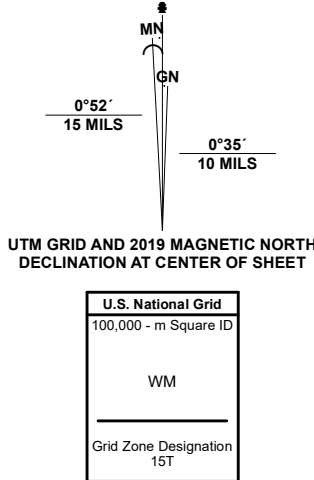 MN
GN
0°52´
15 MILS
0°35´
10 MILS
UTM GRID AND 2019 MAGNETIC NORTH
DECLINATION AT CENTER OF SHEET
U.S. National Grid
100,000 - m Square ID
WM
Grid Zone Designation
15T